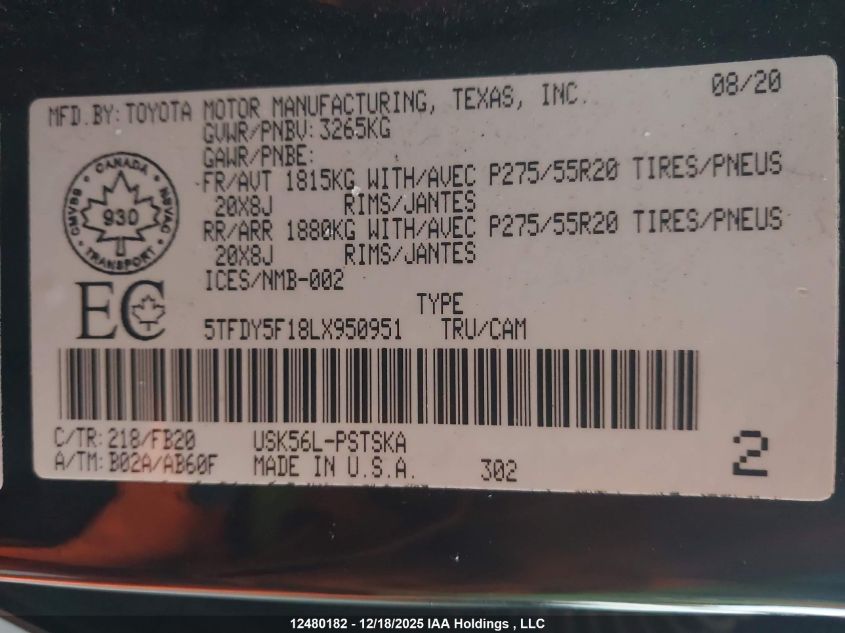 MFD.BY: TOYOTA MOTOR MANUFACTURING, TEXAS, INC. 08/20
GVWR/PNBV: 3265KG
GAWR/PNBE:
FR/AVT 1815KG WITH/AVEC P275/55R20 TIRES/PNEUS
20X8J RIMS/JANTES
RR/ARR 1880KG WITH/AVEC P275/55R20 TIRES/PNEUS
20X8J RIMS/JANTES
ICES/NMB-002
CANADA
CMVSS NSVAC
930
TRANSPORT
EC
TYPE
5TFDY5F18LX950951 TRU/CAM
C/TR: 218/FB20 USK56L-PSTSKA
A/TM: B02A/AB60F MADE IN U.S.A. 302
2
12480182 - 12/18/2025 IAA Holdings , LLC